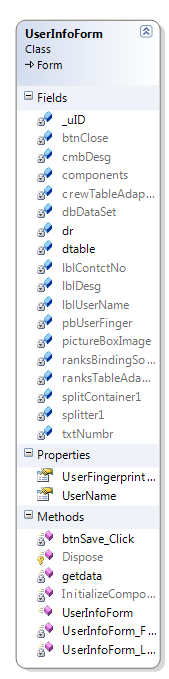 UserInfoForm
Class
Form
Fields
_uID
btnClose
cmbDesg
components
crewTableAdap...
dbDataSet
dr
dtable
lblContctNo
lblDesg
lblUserName
pbUserFinger
pictureBoxImage
ranksBindingSo...
ranksTableAda...
splitContainer1
splitter1
txtNumbr
Properties
UserFingerprint...
UserName
Methods
btnSave_Click
Dispose
getdata
InitializeCompo...
UserInfoForm
UserInfoForm_F...
UserInfoForm_L...